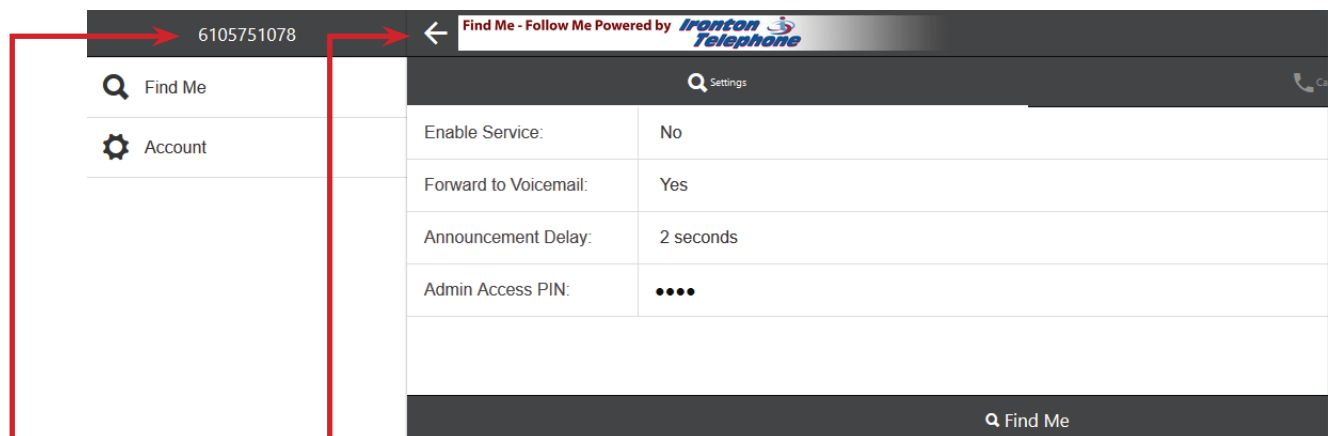 6105751078
Find Me - Follow Me Powered by Ironton Telephone
Find Me
Account
Settings
Enable Service: No
Forward to Voicemail: Yes
Announcement Delay: 2 seconds
Admin Access PIN: ●●●●
Find Me